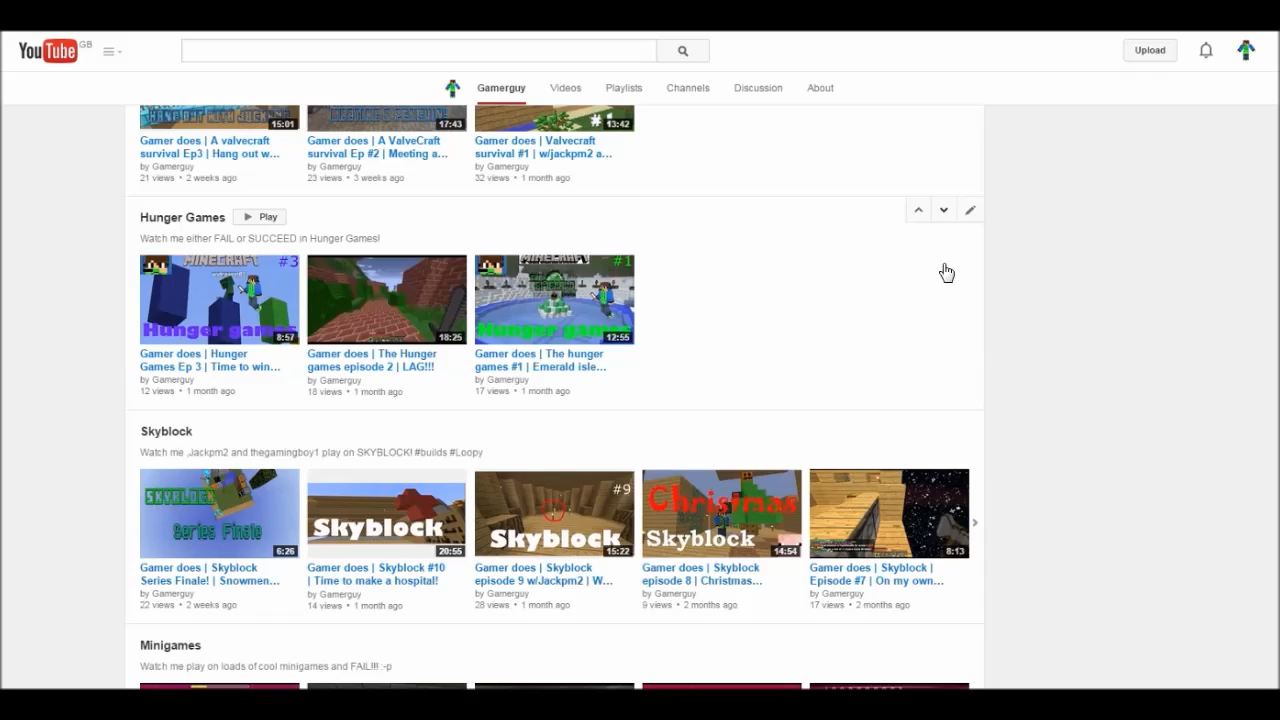 YouTube GB
Upload
Gamerguy Videos Playlists Channels Discussion About
HANG OUT WITH JACKPM2 15:01
17:43
#1 13:42
Gamer does | A valvecraft
survival Ep3 | Hang out w...
by Gamerguy
21 views • 2 weeks ago
Gamer does | A ValveCraft
survival Ep #2 | Meeting a...
by Gamerguy
23 views • 3 weeks ago
Gamer does | Valvecraft
survival #1 | w/jackpm2 a...
by Gamerguy
32 views • 1 month ago
Hunger Games Play
Watch me either FAIL or SUCCEED in Hunger Games!
MINECRAFT #3
Hunger games
8:57
18:25
MINECRAFT #1
Hunger games
12:55
Gamer does | Hunger
Games Ep 3 | Time to win...
by Gamerguy
12 views • 1 month ago
Gamer does | The Hunger
games episode 2 | LAG!!!
by Gamerguy
18 views • 1 month ago
Gamer does | The hunger
games #1 | Emerald isle...
by Gamerguy
17 views • 1 month ago
Skyblock
Watch me ,Jackpm2 and thegamingboy1 play on SKYBLOCK! #builds #Loopy
SKYBLOCK
Series Finale
6:26
Skyblock
20:55
#9
Skyblock
15:22
Christmas
Skyblock
14:54
8:13
Gamer does | Skyblock
Series Finale! | Snowmen...
by Gamerguy
22 views • 2 weeks ago
Gamer does | Skyblock #10
| Time to make a hospital!
by Gamerguy
14 views • 1 month ago
Gamer does | Skyblock
episode 9 w/Jackpm2 | W...
by Gamerguy
28 views • 1 month ago
Gamer does | Skyblock
episode 8 | Christmas...
by Gamerguy
9 views • 2 months ago
Gamer does | Skyblock |
Episode #7 | On my own...
by Gamerguy
17 views • 2 months ago
Minigames
Watch me play on loads of cool minigames and FAIL!!! :-p